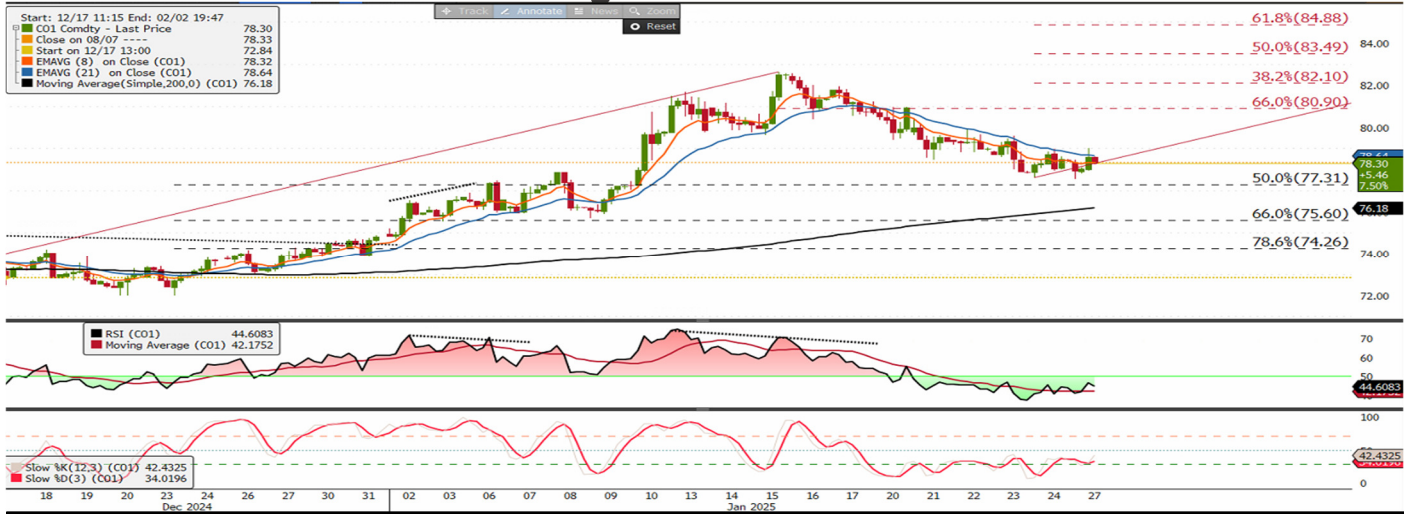 Track Annotate News Zoom
Reset
Start: 12/17 11:15 End: 02/02 19:47
CO1 Comdty - Last Price 78.30
Close on 08/07 ---- 78.33
Start on 12/17 13:00 72.84
EMAVG (8) on Close (CO1) 78.32
EMAVG (21) on Close (CO1) 78.64
Moving Average(Simple,200,0) (CO1) 76.18
61.8%(84.88)
84.00
50.0%(83.49)
38.2%(82.10)
82.00
66.0%(80.90)
80.00
78.64
78.30
+5.46
7.50%
50.0%(77.31)
76.18
66.0%(75.60)
78.6%(74.26)
74.00
72.00
RSI (CO1) 44.6083
Moving Average (CO1) 42.1752
70
60
50
44.6083
100
42.4325
34.0196
0
Slow %K(12,3) (CO1) 42.4325
Slow %D(3) (CO1) 34.0196
18 19 20 23 24 26 27 30 31 02 03 06 07 08 09 10 13 14 15 16 17 20 21 22 23 24 27
Dec 2024 Jan 2025